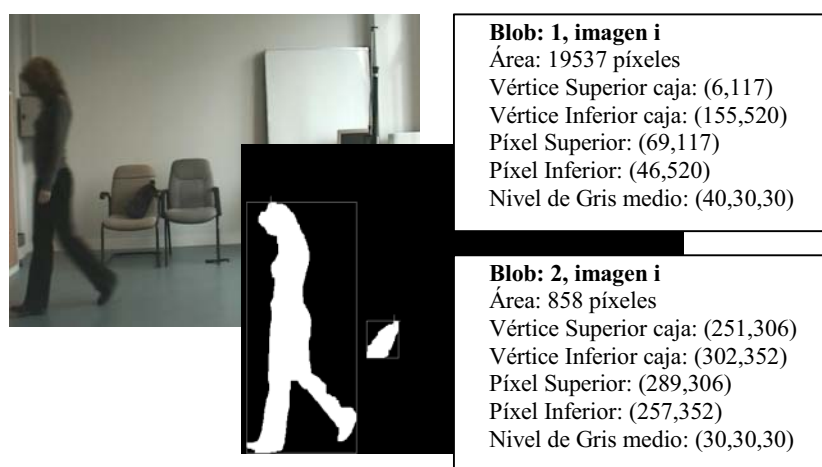 Blob: 1, imagen i
Área: 19537 píxeles
Vértice Superior caja: (6,117)
Vértice Inferior caja: (155,520)
Píxel Superior: (69,117)
Píxel Inferior: (46,520)
Nivel de Gris medio: (40,30,30)
Blob: 2, imagen i
Área: 858 píxeles
Vértice Superior caja: (251,306)
Vértice Inferior caja: (302,352)
Píxel Superior: (289,306)
Píxel Inferior: (257,352)
Nivel de Gris medio: (30,30,30)